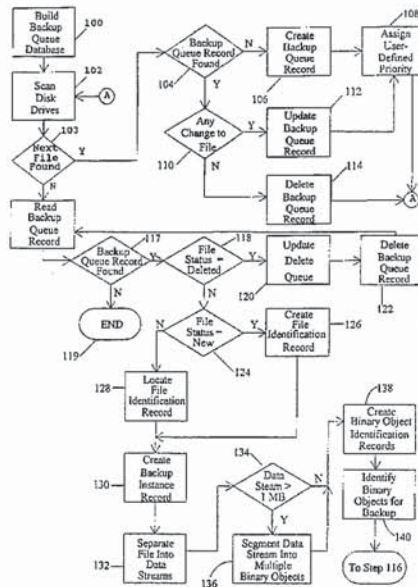 Build
Backup
Queue
Database
100
102
Scan
Disk
Drives
A
103
Next
File
Found
Y
N
Read
Backup
Queue
Record
Backup
Queue Record
Found
104
N
Y
Create
Backup
Queue
Record
106
108
Assign
User-
Defined
Priority
Any
Change to
File
110
Y
N
Update
Backup
Queue
Record
112
Delete
Backup
Queue
Record
114
A
117
Backup
Queue Record
Found
Y
N
END
119
118
File
Status =
Deleted
Y
N
Update
Delete
Queue
120
Delete
Backup
Queue
Record
122
File
Status =
New
124
N
Y
Create
File
Identification
Record
126
128
Locate
File
Identification
Record
Create
Backup
Instance
Record
130
Separate
File Into
Data
Streams
132
134
Data
Steam >
1 MB
N
Y
Segment Data
Stream Into
Multiple
Binary Objects
136
138
Create
Binary Object
Identification
Records
Identify
Binary
Objects for
Backup
140
To Step 116